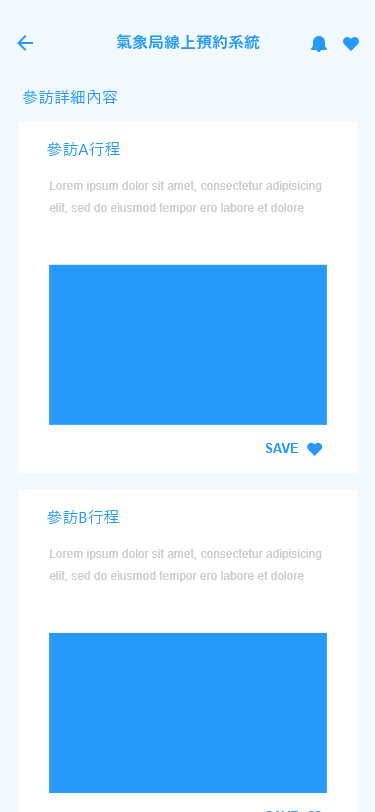 氣象局線上預約系統
參訪詳細內容
參訪A行程
Lorem ipsum dolor sit amet, consectetur adipisicing
elit, sed do eiusmod tempor ero labore et dolore
SAVE
參訪B行程
Lorem ipsum dolor sit amet, consectetur adipisicing
elit, sed do eiusmod tempor ero labore et dolore